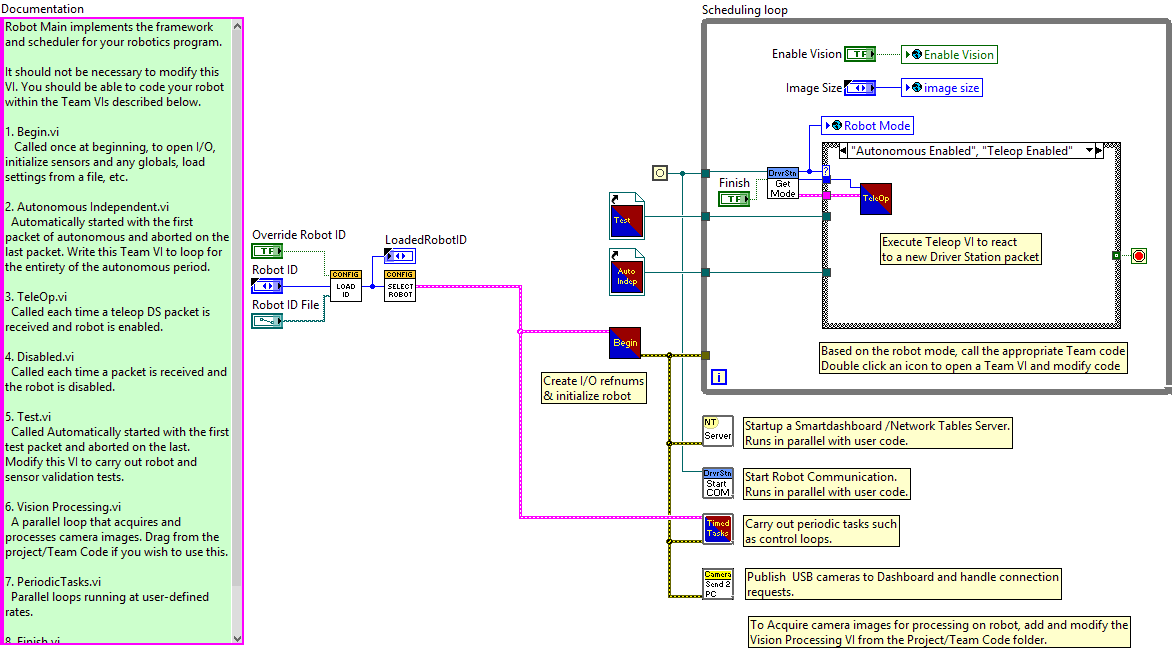 Documentation
Robot Main implements the framework
and scheduler for your robotics program.
It should not be necessary to modify this
VI. You should be able to code your robot
within the Team VIs described below.
1. Begin.vi
Called once at beginning, to open I/O,
initialize sensors and any globals, load
settings from a file, etc.
2. Autonomous Independent.vi
Automatically started with the first
packet of autonomous and aborted on the
last packet. Write this Team VI to loop for
the entirety of the autonomous period.
3. TeleOp.vi
Called each time a teleop DS packet is
received and robot is enabled.
4. Disabled.vi
Called each time a packet is received and
the robot is disabled.
5. Test.vi
Called Automatically started with the first
test packet and aborted on the last.
Modify this VI to carry out robot and
sensor validation tests.
6. Vision Processing.vi
A parallel loop that acquires and
processes camera images. Drag from the
project/Team Code if you wish to use this.
7. PeriodicTasks.vi
Parallel loops running at user-defined
rates.
8. Finish.vi
Override Robot ID
TF
Robot ID
Robot ID File
CONFIG
LOAD
ID
LoadedRobotID
CONFIG
SELECT
ROBOT
Test
Auto
Indep
Begin
Create I/O refnums
& initialize robot
Scheduling loop
Enable Vision
TF
Enable Vision
Image Size
image size
Robot Mode
"Autonomous Enabled", "Teleop Enabled"
Finish
TF
DrvrStn
Get
Mode
?
TeleOp
Execute Teleop VI to react
to a new Driver Station packet
Based on the robot mode, call the appropriate Team code
Double click an icon to open a Team VI and modify code
i
NT
Server
Startup a Smartdashboard /Network Tables Server.
Runs in parallel with user code.
DrvrStn
Start
COM
Start Robot Communication.
Runs in parallel with user code.
Timed
Tasks
Carry out periodic tasks such
as control loops.
Camera
Send 2
PC
Publish  USB cameras to Dashboard and handle connection
requests.
To Acquire camera images for processing on robot, add and modify the
Vision Processing VI from the Project/Team Code folder.